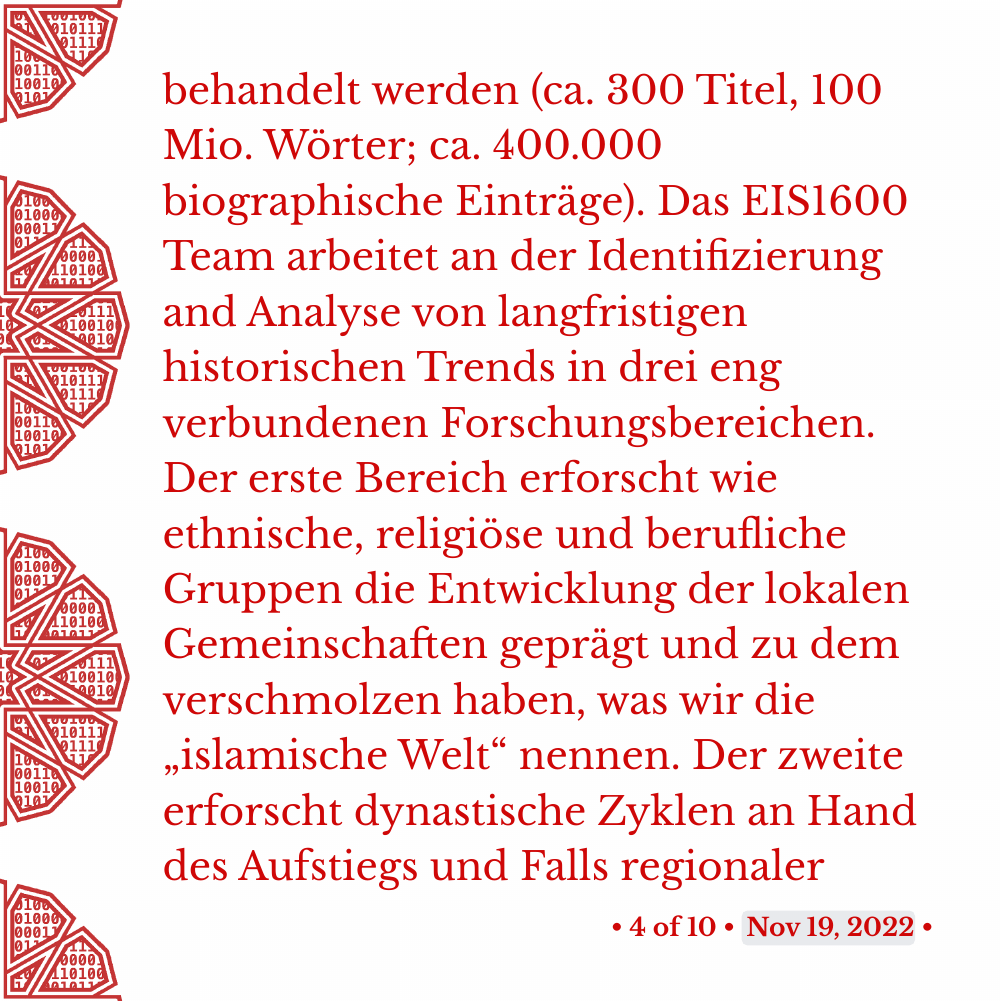 behandelt werden (ca. 300 Titel, 100
Mio. Wörter; ca. 400.000
biographische Einträge). Das EIS1600
Team arbeitet an der Identifizierung
and Analyse von langfristigen
historischen Trends in drei eng
verbundenen Forschungsbereichen.
Der erste Bereich erforscht wie
ethnische, religiöse und berufliche
Gruppen die Entwicklung der lokalen
Gemeinschaften geprägt und zu dem
verschmolzen haben, was wir die
„islamische Welt“ nennen. Der zweite
erforscht dynastische Zyklen an Hand
des Aufstiegs und Falls regionaler
• 4 of 10 • Nov 19, 2022 •